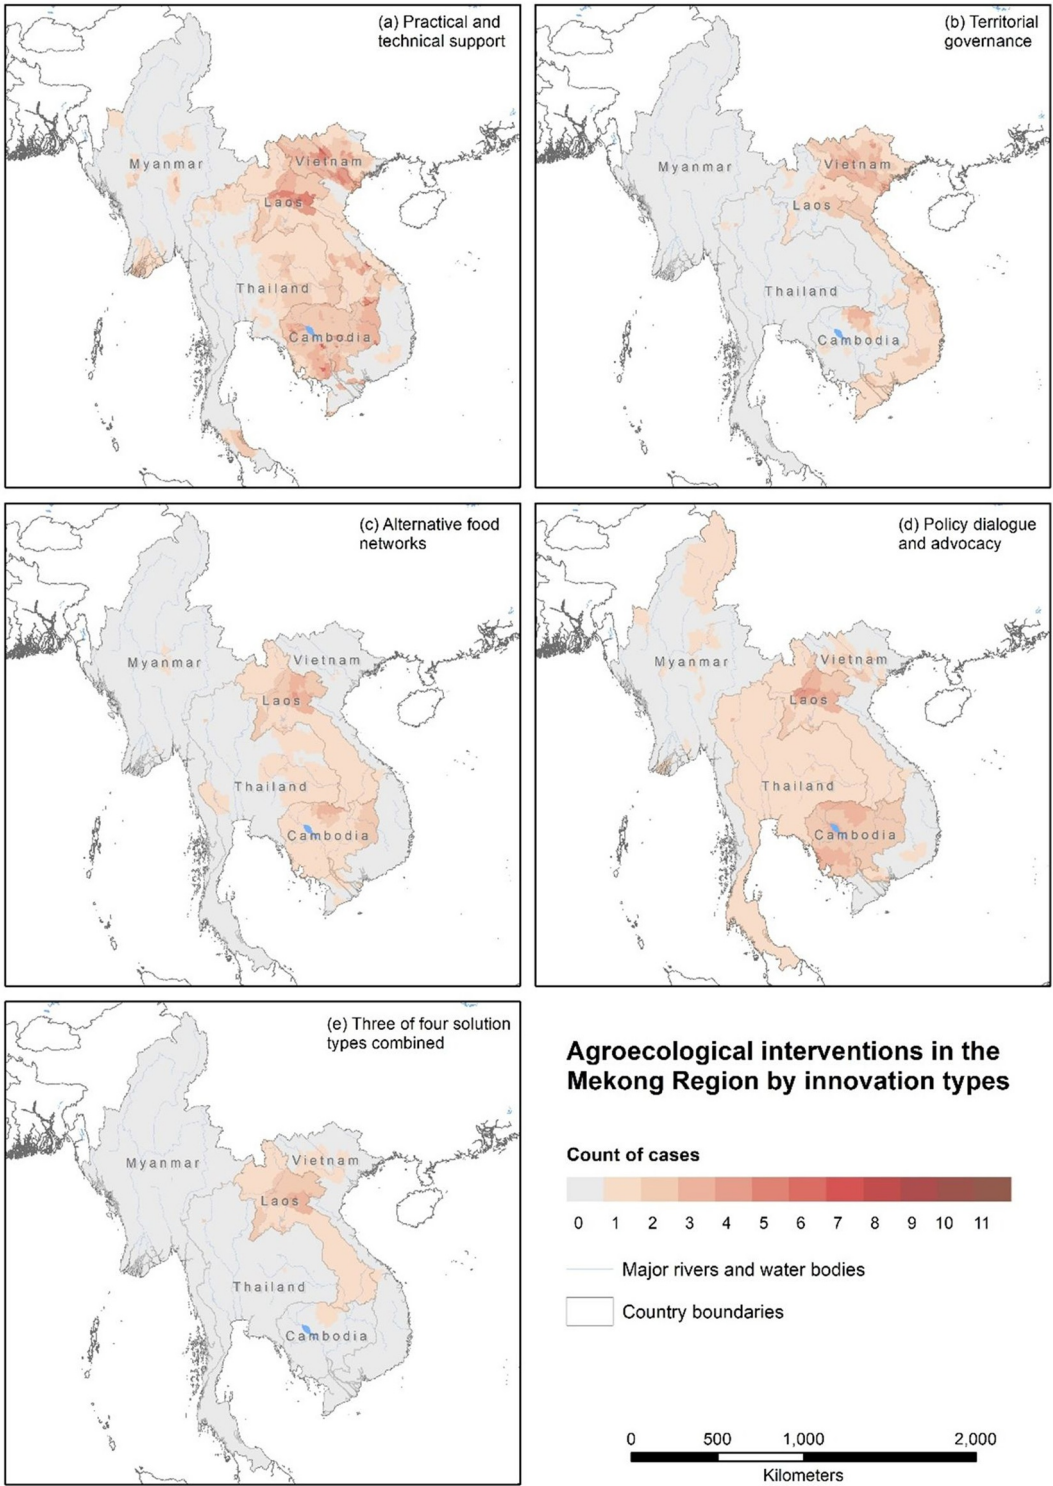 (a) Practical and
technical support
Myanmar
Vietnam
Laos
Thailand
Cambodia
(b) Territorial
governance
Myanmar
Vietnam
Laos
Thailand
Cambodia
(c) Alternative food
networks
Myanmar
Vietnam
Laos
Thailand
Cambodia
(d) Policy dialogue
and advocacy
Myanmar
Vietnam
Laos
Thailand
Cambodia
(e) Three of four solution
types combined
Myanmar
Vietnam
Laos
Thailand
Cambodia
Agroecological interventions in the
Mekong Region by innovation types
Count of cases
0 1 2 3 4 5 6 7 8 9 10 11
Major rivers and water bodies
Country boundaries
0 500 1,000 2,000
Kilometers